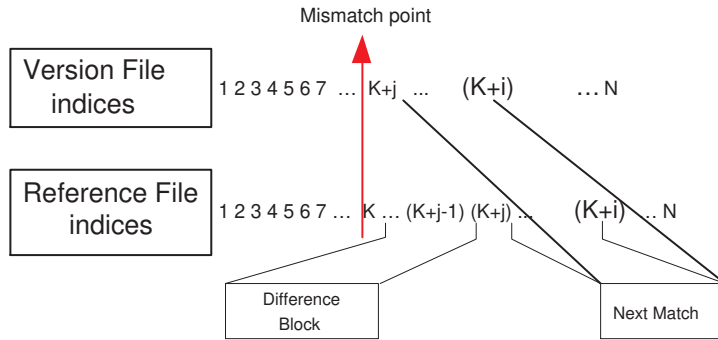 Mismatch point
Version File
indices
1 2 3 4 5 6 7 ... K+j ... (K+i) ... N
Reference File
indices
1 2 3 4 5 6 7 ... K ... (K+j-1) (K+j) ... (K+i) .. N
Difference
Block
Next Match